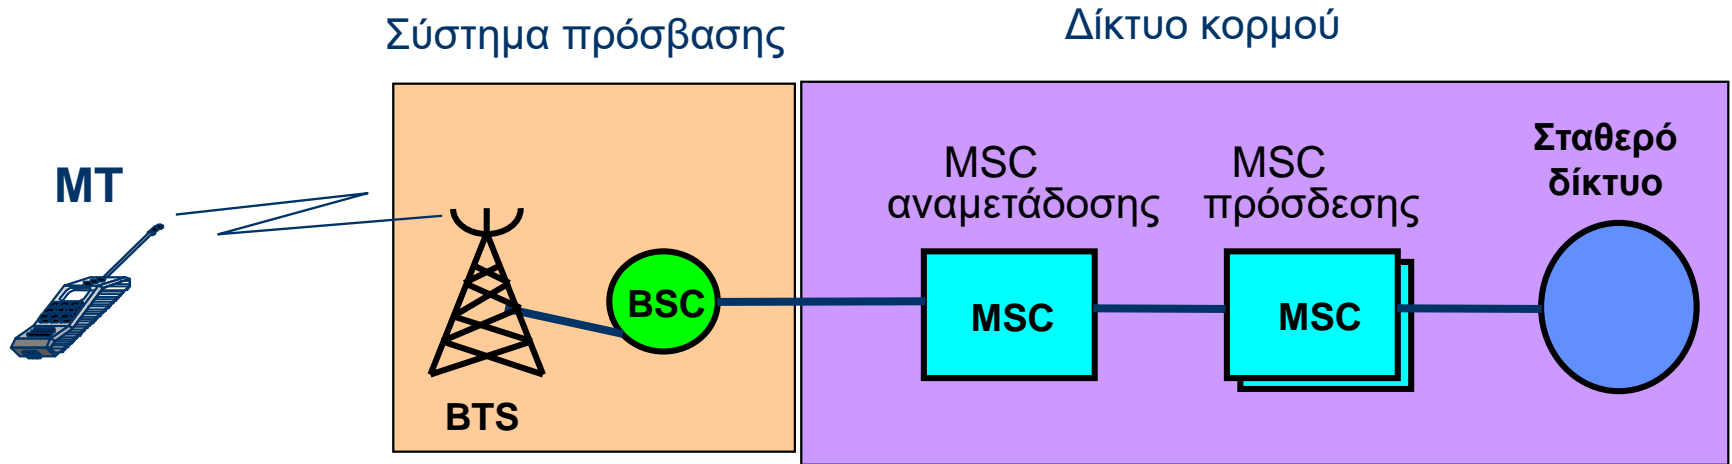 Σύστημα πρόσβασης
Δίκτυο κορμού
MT
MSC
αναμετάδοσης
MSC
πρόσδεσης
Σταθερό
δίκτυο
BSC
MSC
MSC
BTS